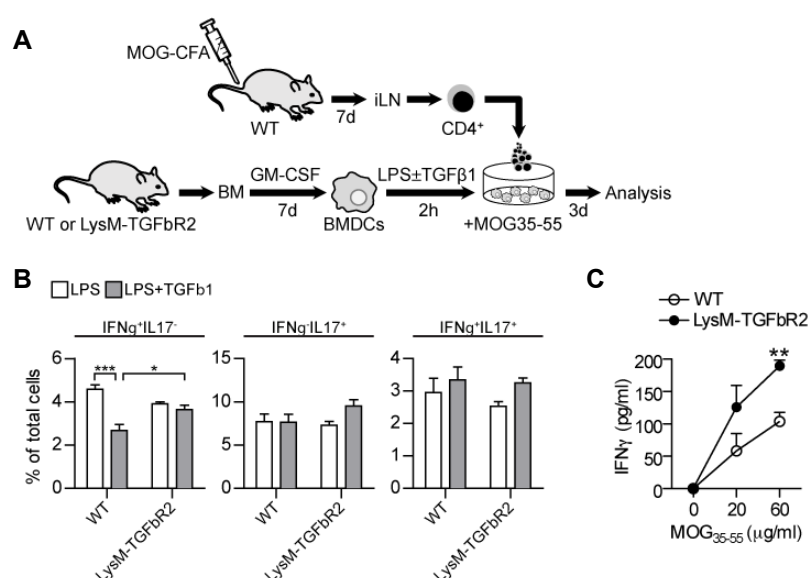 A
MOG-CFA
WT
7d
iLN
CD4⁺
WT or LysM-TGFbR2
BM
GM-CSF
7d
BMDCs
LPS±TGFβ1
2h
+MOG35-55
3d
Analysis
B
LPS
LPS+TGFb1
IFNg⁺IL17⁻
IFNg⁻IL17⁺
IFNg⁺IL17⁺
% of total cells
6
4
2
0
***
*
WT
LysM-TGFbR2
15
10
5
0
WT
LysM-TGFbR2
4
3
2
1
0
WT
LysM-TGFbR2
C
WT
LysM-TGFbR2
IFNγ (pg/ml)
200
150
100
50
0
**
0 20 60
MOG₃₅₋₅₅ (μg/ml)